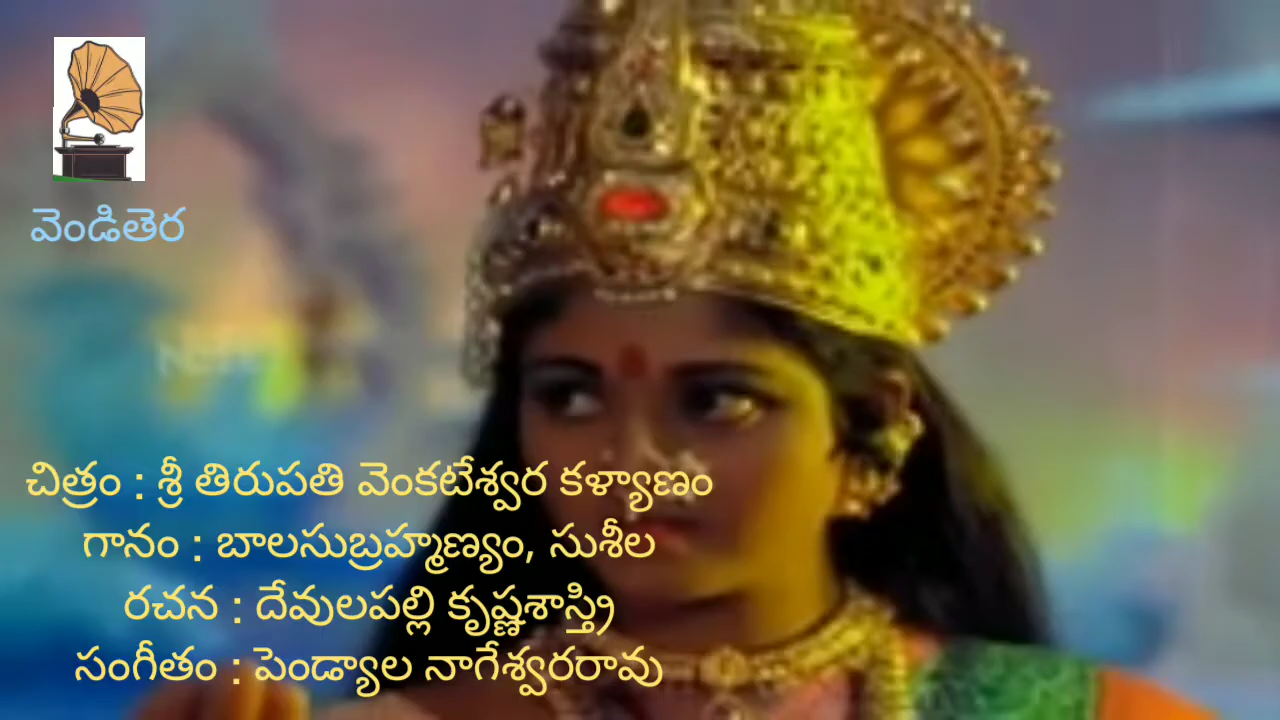 వెండితెర
చిత్రం : శ్రీ తిరుపతి వెంకటేశ్వర కళ్యాణం
గానం : బాలసుబ్రహ్మణ్యం, సుశీల
రచన : దేవులపల్లి కృష్ణశాస్త్రి
సంగీతం : పెండ్యాల నాగేశ్వరరావు